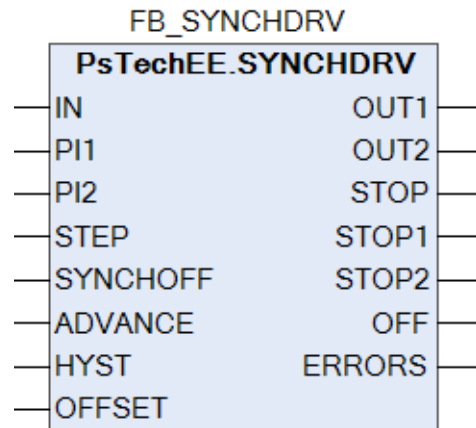 FB_SYNCHDRV
PsTechEE.SYNCHDRV
IN OUT1
PI1 OUT2
PI2 STOP
STEP STOP1
SYNCHOFF STOP2
ADVANCE OFF
HYST ERRORS
OFFSET